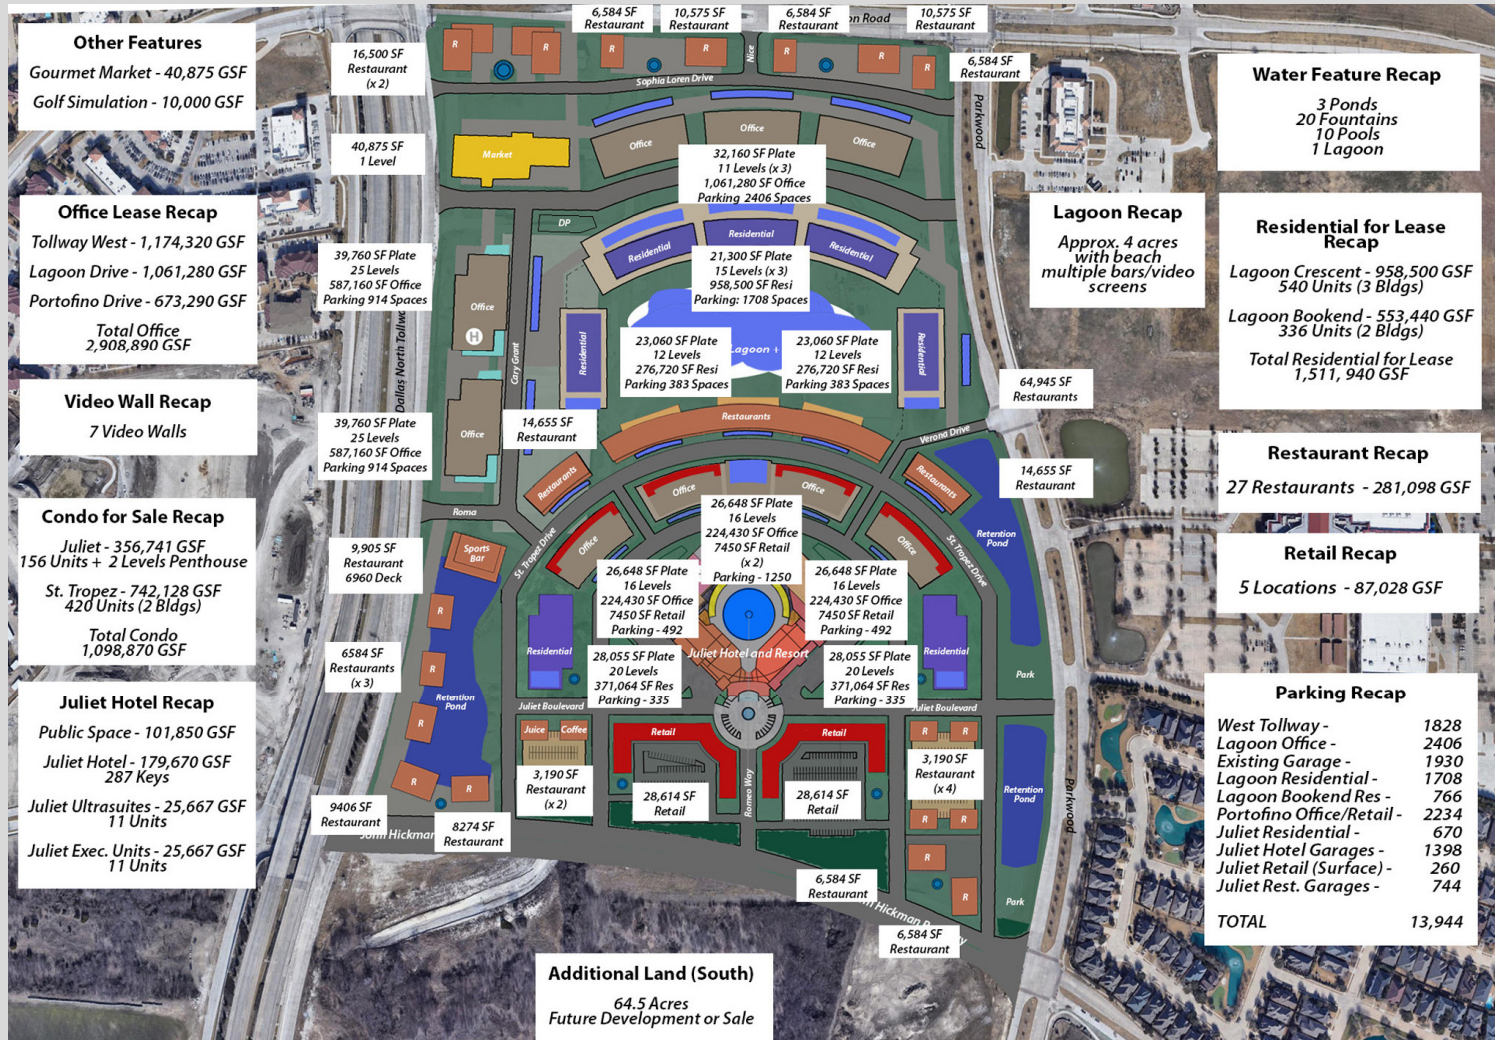 Other Features
Gourmet Market - 40,875 GSF
Golf Simulation - 10,000 GSF
Office Lease Recap
Tollway West - 1,174,320 GSF
Lagoon Drive - 1,061,280 GSF
Portofino Drive - 673,290 GSF
Total Office
2,908,890 GSF
Video Wall Recap
7 Video Walls
Condo for Sale Recap
Juliet - 356,741 GSF
156 Units + 2 Levels Penthouse
St. Tropez - 742,128 GSF
420 Units (2 Bldgs)
Total Condo
1,098,870 GSF
Juliet Hotel Recap
Public Space - 101,850 GSF
Juliet Hotel - 179,670 GSF
287 Keys
Juliet Ultrasuites - 25,667 GSF
11 Units
Juliet Exec. Units - 25,667 GSF
11 Units
16,500 SF
Restaurant
(x 2)
40,875 SF
1 Level
39,760 SF Plate
25 Levels
587,160 SF Office
Parking 914 Spaces
39,760 SF Plate
25 Levels
587,160 SF Office
Parking 914 Spaces
9,905 SF
Restaurant
6960 Deck
6584 SF
Restaurants
(x 3)
9406 SF
Restaurant
8274 SF
Restaurant
6,584 SF
Restaurant
10,575 SF
Restaurant
6,584 SF
Restaurant
on Road
10,575 SF
Restaurant
6,584 SF
Restaurant
R
R
R
R
R
R
R
Nice
Sophia Loren Drive
Parkwood
Market
Office
Office
Office
32,160 SF Plate
11 Levels (x 3)
1,061,280 SF Office
Parking 2406 Spaces
DP
Residential
Residential
Residential
21,300 SF Plate
15 Levels (x 3)
958,500 SF Resi
Parking: 1708 Spaces
Office
H
Office
Cary Grant
Dallas North Tollwa
Residential
Residential
23,060 SF Plate
12 Levels
276,720 SF Resi
Parking 383 Spaces
Lagoon +
23,060 SF Plate
12 Levels
276,720 SF Resi
Parking 383 Spaces
64,945 SF
Restaurants
14,655 SF
Restaurant
Restaurants
Verona Drive
Restaurants
Restaurants
14,655 SF
Restaurant
Roma
St. Tropez Drive
St. Tropez Drive
Office
Office
Office
Office
26,648 SF Plate
16 Levels
224,430 SF Office
7450 SF Retail
(x 2)
Parking - 1250
26,648 SF Plate
16 Levels
224,430 SF Office
7450 SF Retail
Parking - 492
26,648 SF Plate
16 Levels
224,430 SF Office
7450 SF Retail
Parking - 492
Retention
Pond
Sports
Bar
R
R
R
R
R
Retention
Pond
Residential
Residential
28,055 SF Plate
20 Levels
371,064 SF Res
Parking - 335
Juliet Hotel and Resort
28,055 SF Plate
20 Levels
371,064 SF Res
Parking - 335
Park
Juliet Boulevard
Juliet Boulevard
Juice
Coffee
3,190 SF
Restaurant
(x 2)
Retail
Retail
28,614 SF
Retail
28,614 SF
Retail
Romeo Way
R
R
3,190 SF
Restaurant
(x 4)
R
R
R
R
Retention
Pond
Park
Parkwood
John Hickman
6,584 SF
Restaurant
n Hickman P
y
6,584 SF
Restaurant
Additional Land (South)
64.5 Acres
Future Development or Sale
Water Feature Recap
3 Ponds
20 Fountains
10 Pools
1 Lagoon
Lagoon Recap
Approx. 4 acres
with beach
multiple bars/video
screens
Residential for Lease
Recap
Lagoon Crescent - 958,500 GSF
540 Units (3 Bldgs)
Lagoon Bookend - 553,440 GSF
336 Units (2 Bldgs)
Total Residential for Lease
1,511, 940 GSF
Restaurant Recap
27 Restaurants - 281,098 GSF
Retail Recap
5 Locations - 87,028 GSF
Parking Recap
West Tollway - 1828
Lagoon Office - 2406
Existing Garage - 1930
Lagoon Residential - 1708
Lagoon Bookend Res - 766
Portofino Office/Retail - 2234
Juliet Residential - 670
Juliet Hotel Garages - 1398
Juliet Retail (Surface) - 260
Juliet Rest. Garages - 744
TOTAL 13,944